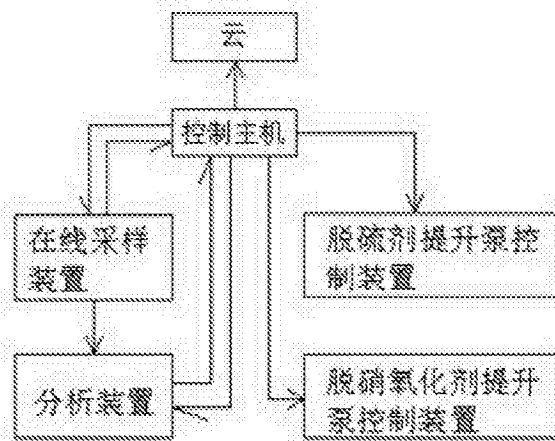 云
控制主机
在线采样
装置
脱硫剂提升泵控
制装置
分析装置
脱硝氧化剂提升
泵控制装置